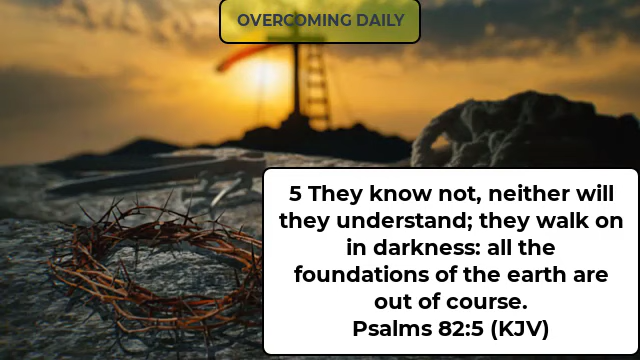 OVERCOMING DAILY
5 They know not, neither will
they understand; they walk on
in darkness: all the
foundations of the earth are
out of course.
Psalms 82:5 (KJV)